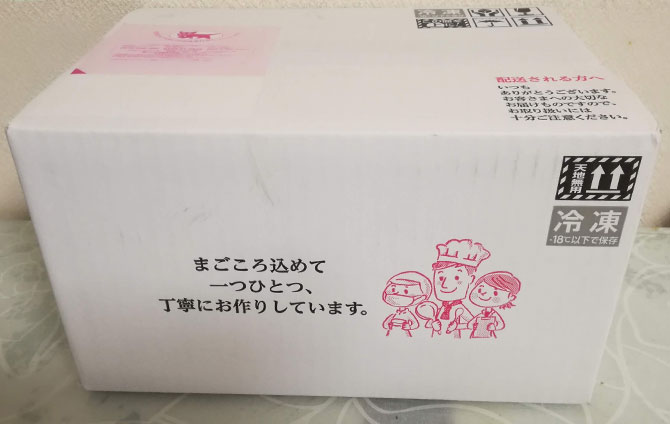 配送される方へ
いつも
ありがとうございます。
お客さまへの大切な
お届けものですので、
お取り扱いには
十分ご注意ください。
天地無用
冷凍
-18℃以下で保存
まごころ込めて
一つひとつ、
丁寧にお作りしています。